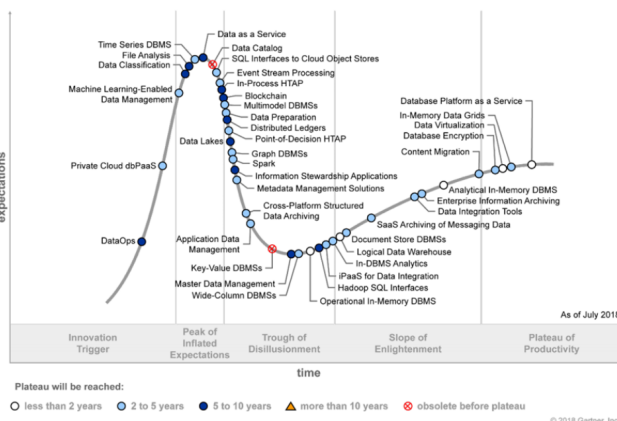 expectations
Time Series DBMS
File Analysis
Data Classification
Machine Learning-Enabled
Data Management
Private Cloud dbPaaS
DataOps
Data as a Service
Data Catalog
SQL Interfaces to Cloud Object Stores
Event Stream Processing
In-Process HTAP
Blockchain
Multimodel DBMSs
Data Preparation
Distributed Ledgers
Point-of-Decision HTAP
Data Lakes
Graph DBMSs
Spark
Information Stewardship Applications
Metadata Management Solutions
Cross-Platform Structured
Data Archiving
Application Data
Management
Key-Value DBMSs
Master Data Management
Wide-Column DBMSs
Operational In-Memory DBMS
Hadoop SQL Interfaces
iPaaS for Data Integration
In-DBMS Analytics
Logical Data Warehouse
Document Store DBMSs
SaaS Archiving of Messaging Data
Data Integration Tools
Enterprise Information Archiving
Analytical In-Memory DBMS
Content Migration
Database Encryption
Data Virtualization
In-Memory Data Grids
Database Platform as a Service
As of July 2018
Innovation
Trigger
Peak of
Inflated
Expectations
Trough of
Disillusionment
Slope of
Enlightenment
Plateau of
Productivity
time
Plateau will be reached:
less than 2 years
2 to 5 years
5 to 10 years
more than 10 years
obsolete before plateau
© 2018 Gartner, Inc